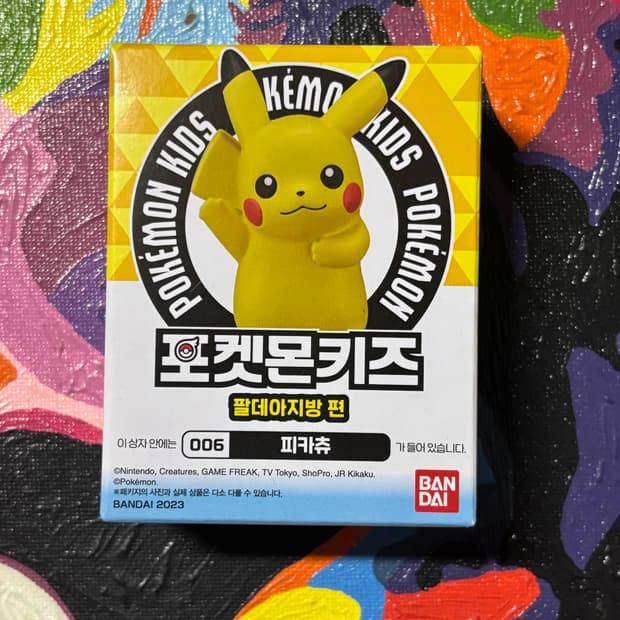 POKÉMON KIDS POKÉMON KIDS POKÉMON
포켓몬키즈
팔데아지방 편
이 상자 안에는 006 피카츄 가 들어 있습니다.
©Nintendo, Creatures, GAME FREAK, TV Tokyo, ShoPro, JR Kikaku.
©Pokémon.
※패키지의 사진과 실제 상품은 다소 다를 수 있습니다.
BANDAI 2023
BAN
DAI